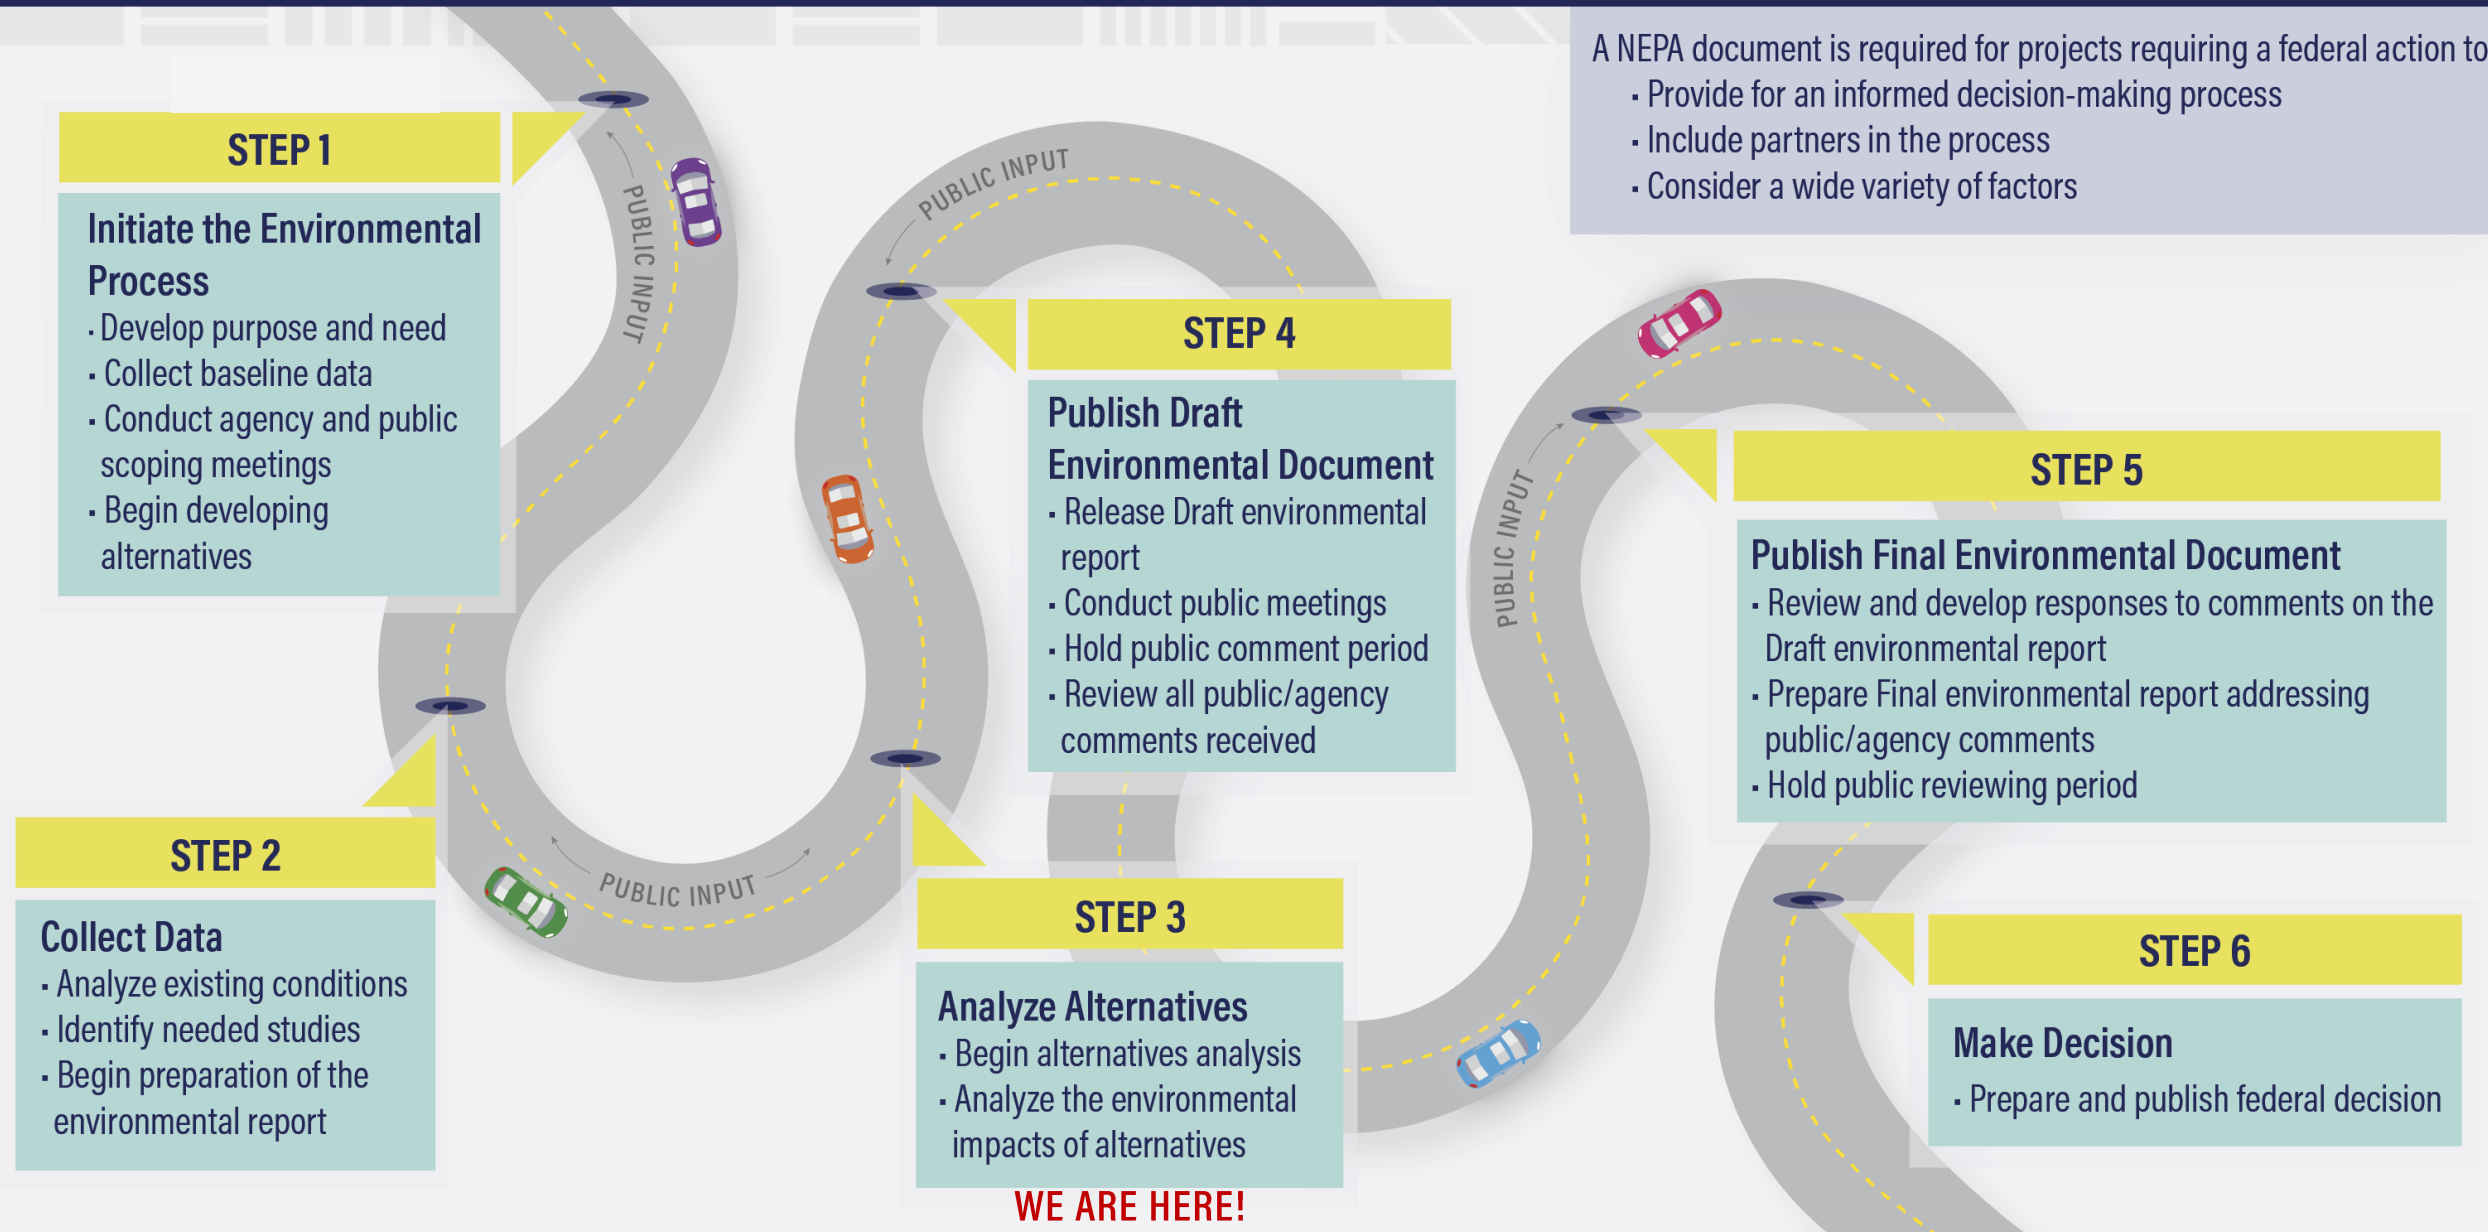 A NEPA document is required for projects requiring a federal action to
▪ Provide for an informed decision-making process
▪ Include partners in the process
▪ Consider a wide variety of factors
STEP 1
Initiate the Environmental
Process
▪ Develop purpose and need
▪ Collect baseline data
▪ Conduct agency and public
scoping meetings
▪ Begin developing
alternatives
PUBLIC INPUT
STEP 2
Collect Data
▪ Analyze existing conditions
▪ Identify needed studies
▪ Begin preparation of the
environmental report
PUBLIC INPUT
STEP 3
Analyze Alternatives
▪ Begin alternatives analysis
▪ Analyze the environmental
impacts of alternatives
WE ARE HERE!
PUBLIC INPUT
STEP 4
Publish Draft
Environmental Document
▪ Release Draft environmental
report
▪ Conduct public meetings
▪ Hold public comment period
▪ Review all public/agency
comments received
PUBLIC INPUT
STEP 5
Publish Final Environmental Document
▪ Review and develop responses to comments on the
Draft environmental report
▪ Prepare Final environmental report addressing
public/agency comments
▪ Hold public reviewing period
STEP 6
Make Decision
▪ Prepare and publish federal decision